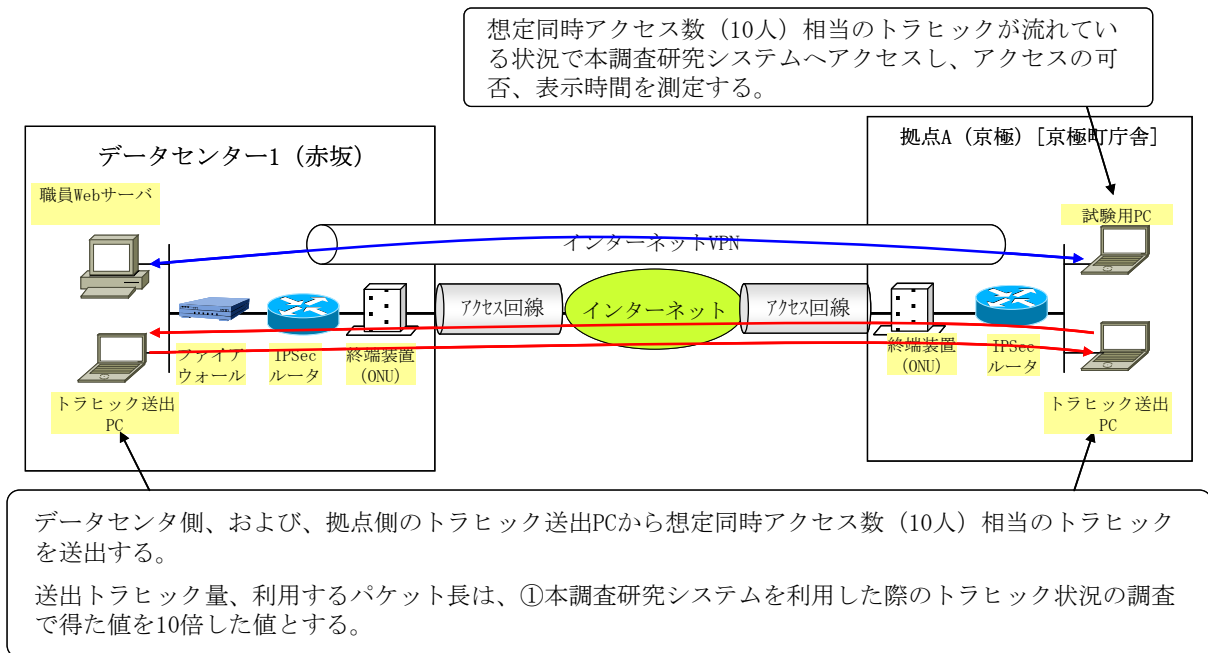 想定同時アクセス数（10人）相当のトラヒックが流れてい
る状況で本調査研究システムへアクセスし、アクセスの可
否、表示時間を測定する。
データセンター1（赤坂）
拠点A（京極）[京極町庁舎]
職員Webサーバ
試験用PC
インターネットVPN
アクセス回線
インターネット
アクセス回線
ファイア
ウォール
IPSec
ルータ
終端装置
(ONU)
終端装置
(ONU)
IPSec
ルータ
トラヒック送出
PC
トラヒック送出
PC
データセンタ側、および、拠点側のトラヒック送出PCから想定同時アクセス数（10人）相当のトラヒック
を送出する。
送出トラヒック量、利用するパケット長は、①本調査研究システムを利用した際のトラヒック状況の調査
で得た値を10倍した値とする。